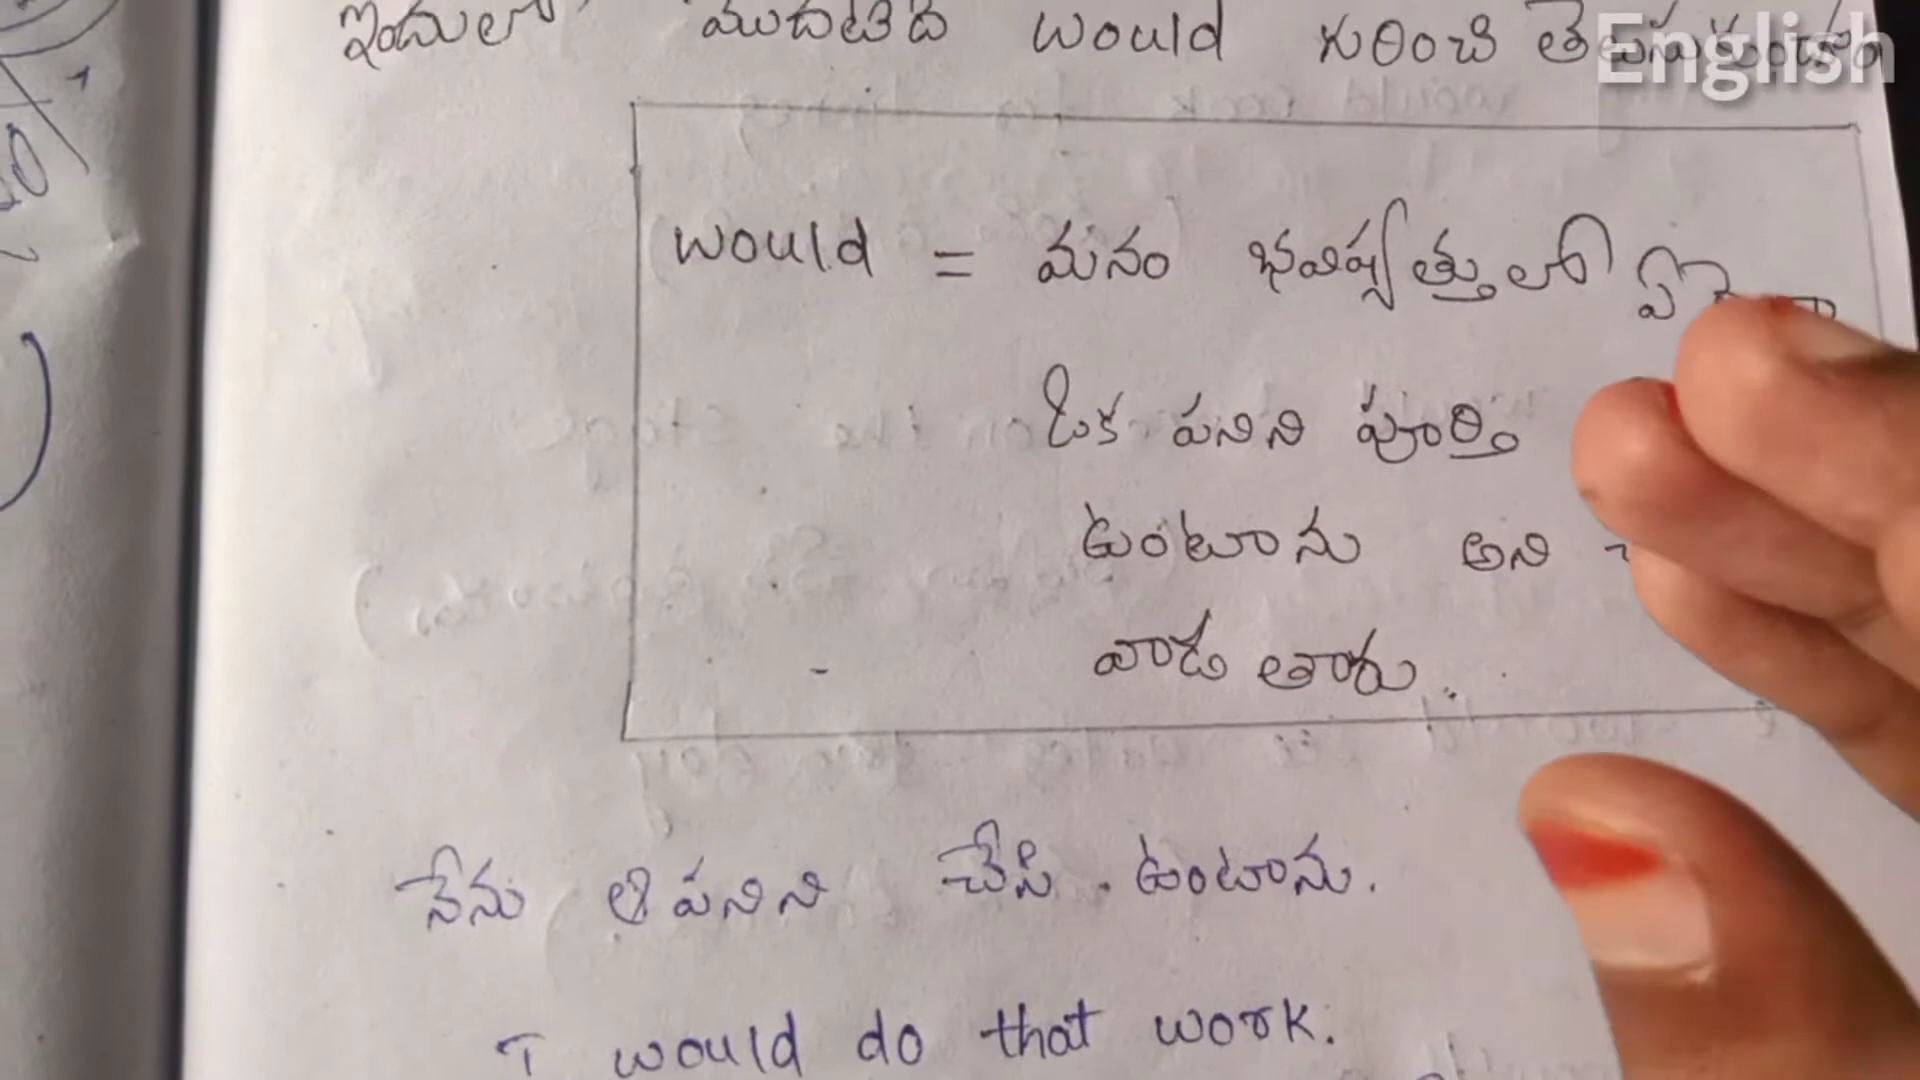 ఇందులో ముదటిది would గురించి
English
would = మనం భవిష్యత్తులో
ఒక పనిని పూర్తి
ఉంటాను అని
వాడుతారు.
నేను ఆ పనిని చేసి ఉంటాను.
I would do that work.